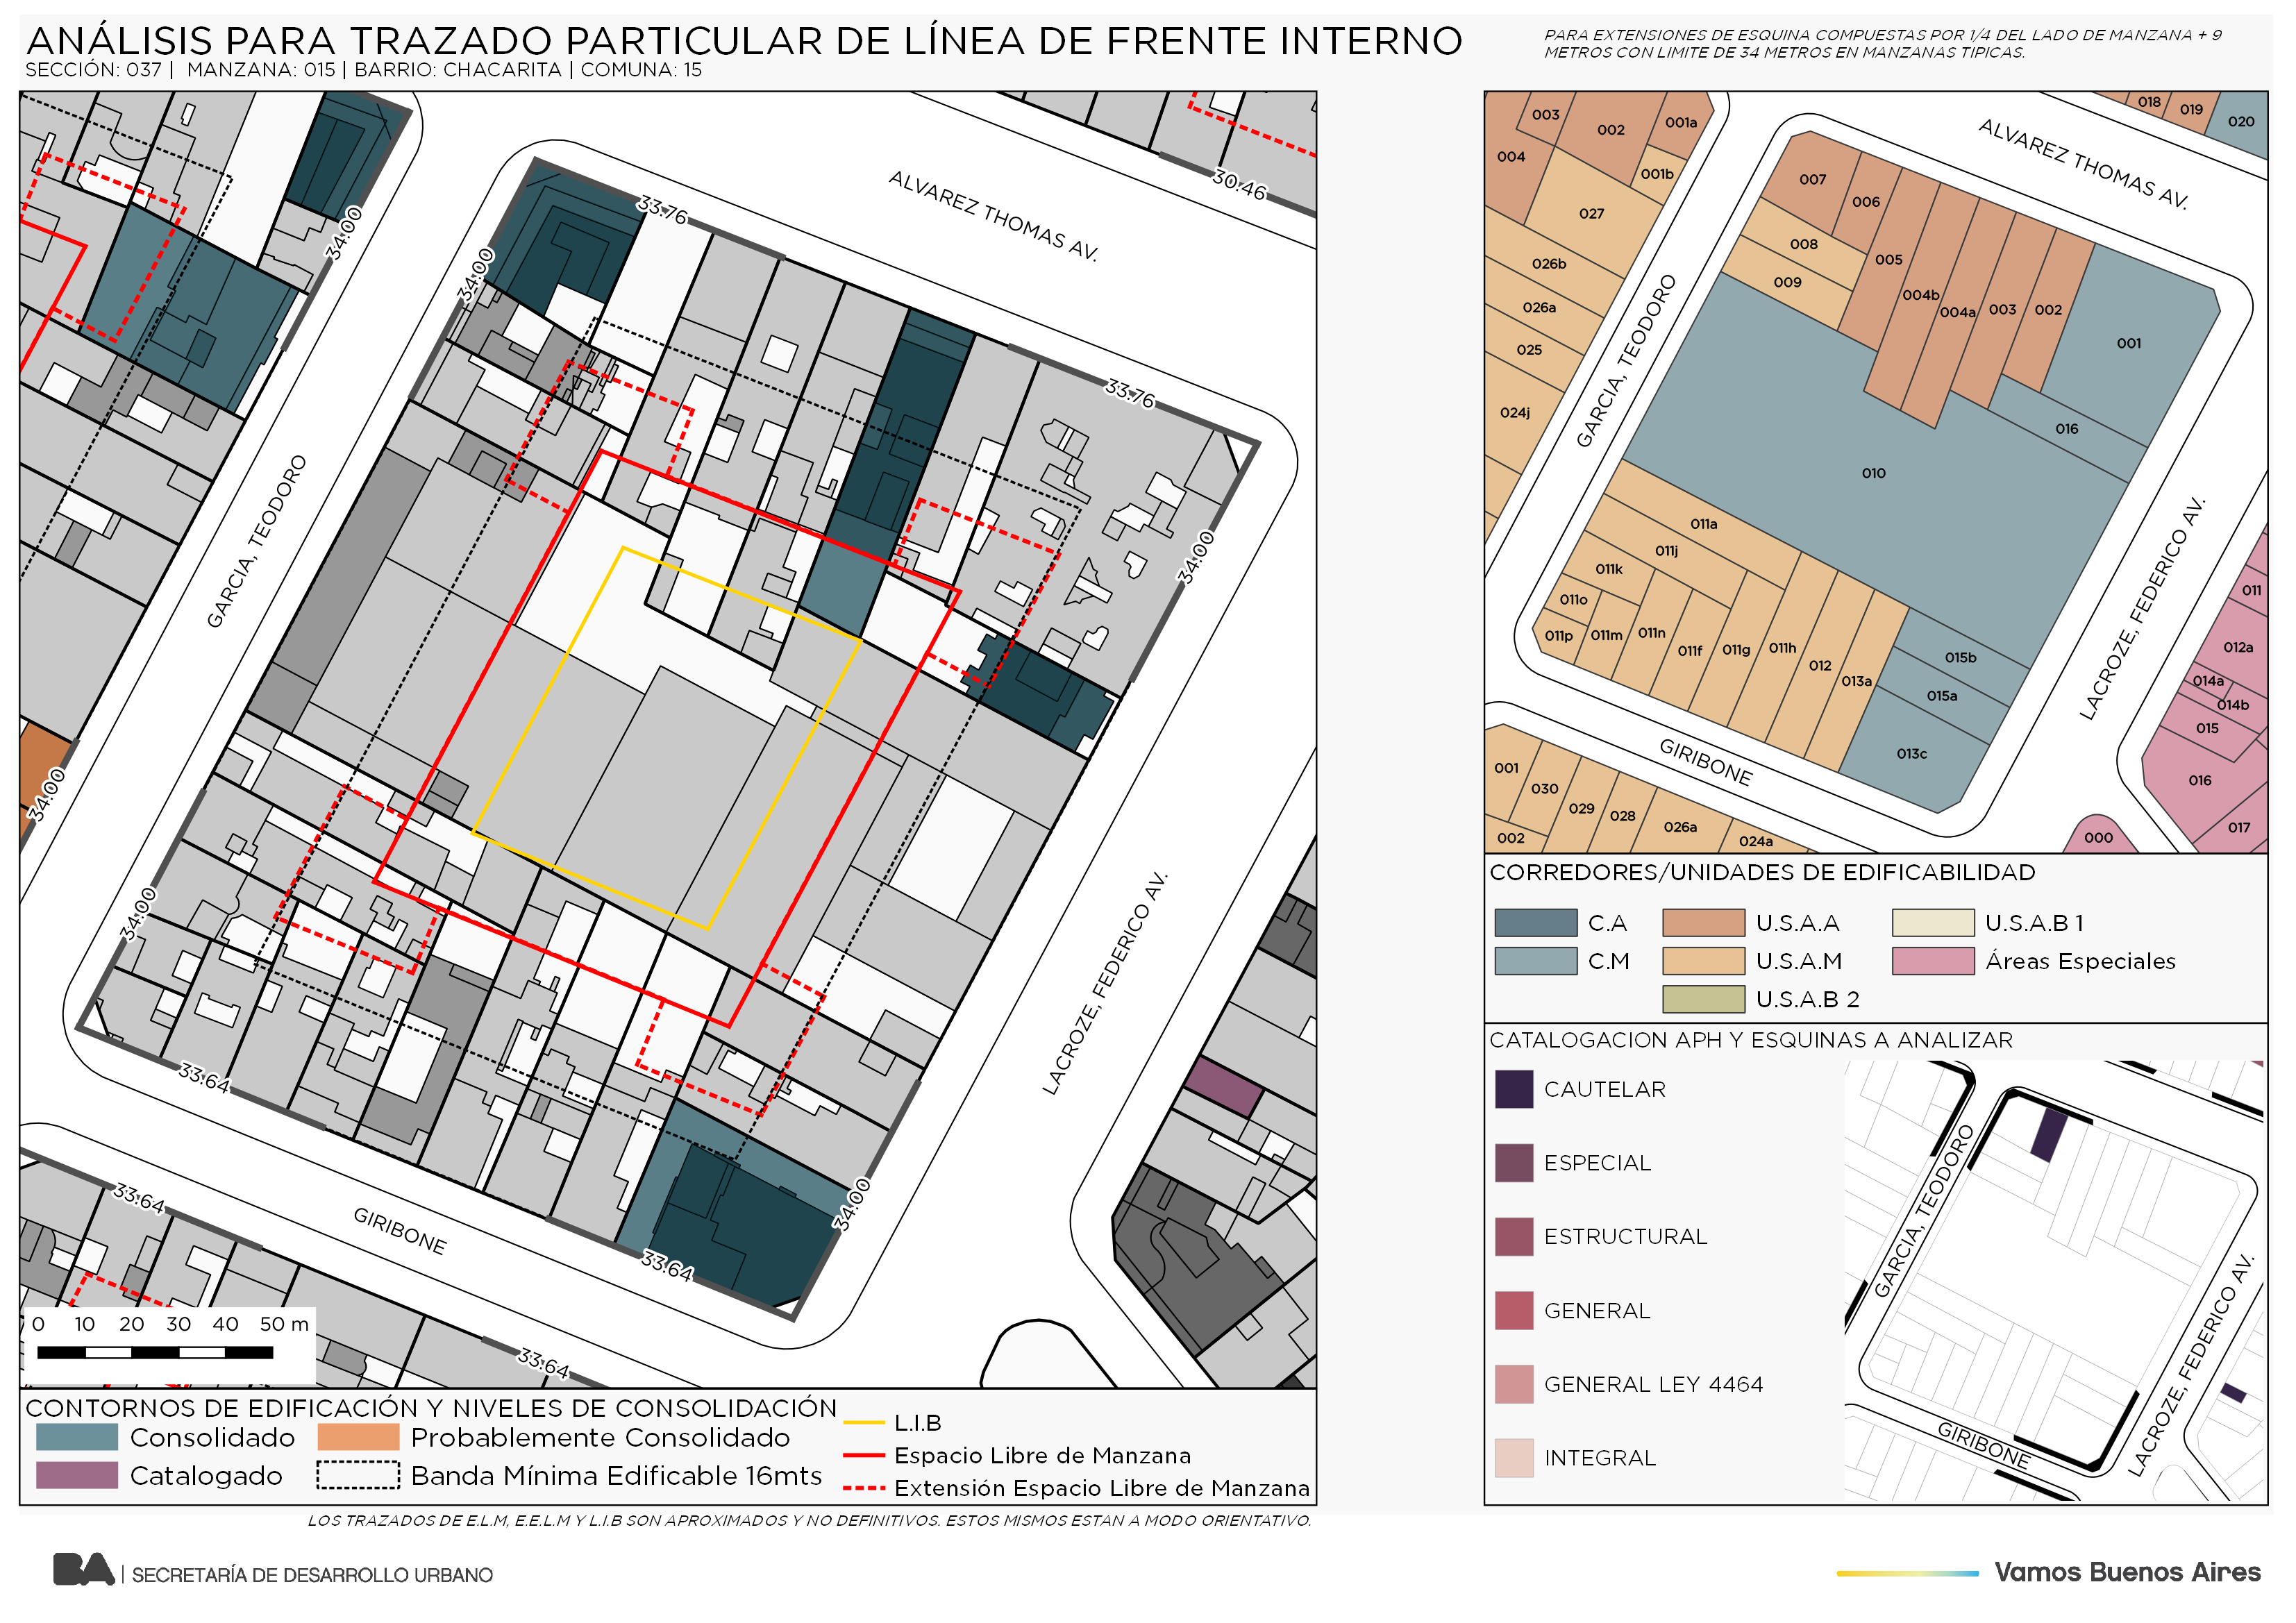 ANÁLISIS PARA TRAZADO PARTICULAR DE LÍNEA DE FRENTE INTERNO
SECCIÓN: 037 | MANZANA: 015 | BARRIO: CHACARITA | COMUNA: 15
PARA EXTENSIONES DE ESQUINA COMPUESTAS POR 1/4 DEL LADO DE MANZANA + 9
METROS CON LIMITE DE 34 METROS EN MANZANAS TIPICAS.
30.46
ALVAREZ THOMAS AV.
33.76
34.00
34.00
33.76
34.00
GARCIA, TEODORO
34.00
34.00
LACROZE, FEDERICO AV.
33.64
34.00
33.64
GIRIBONE
33.64
33.64
0 10 20 30 40 50 m
CONTORNOS DE EDIFICACIÓN Y NIVELES DE CONSOLIDACIÓN
Consolidado
Probablemente Consolidado
Catalogado
Banda Mínima Edificable 16mts
L.I.B
Espacio Libre de Manzana
Extensión Espacio Libre de Manzana
LOS TRAZADOS DE E.L.M, E.E.L.M Y L.I.B SON APROXIMADOS Y NO DEFINITIVOS. ESTOS MISMOS ESTAN A MODO ORIENTATIVO.
003
002
001a
004
001b
027
026b
026a
025
024j
018
019
020
ALVAREZ THOMAS AV.
007
006
008
005
009
004b
004a
003
002
001
016
010
GARCIA, TEODORO
011a
011j
011k
011o
011p
011m
011n
011f
011g
011h
012
013a
015b
015a
013c
LACROZE, FEDERICO AV.
011
012a
014a
014b
015
016
017
000
GIRIBONE
001
030
029
028
026a
024a
002
CORREDORES/UNIDADES DE EDIFICABILIDAD
C.A
U.S.A.A
U.S.A.B 1
C.M
U.S.A.M
Áreas Especiales
U.S.A.B 2
CATALOGACION APH Y ESQUINAS A ANALIZAR
CAUTELAR
ESPECIAL
ESTRUCTURAL
GENERAL
GENERAL LEY 4464
INTEGRAL
GARCIA, TEODORO
LACROZE, FEDERICO AV.
GIRIBONE
BA | SECRETARÍA DE DESARROLLO URBANO
Vamos Buenos Aires